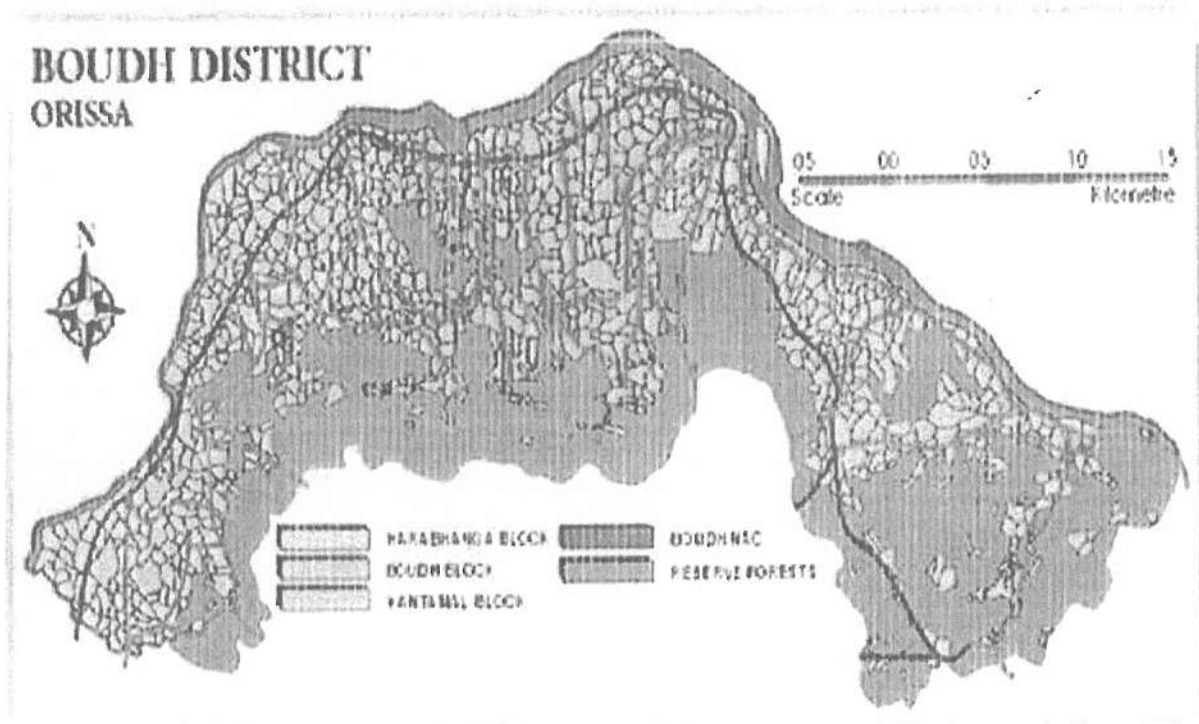 BOUDH DISTRICT
ORISSA
05 00 05 10 15
Scale Kilometre
N
HARABHANGA BLOCK
BOUDH BLOCK
KANTAMAL BLOCK
BOUDH NAC
RESERVE FORESTS